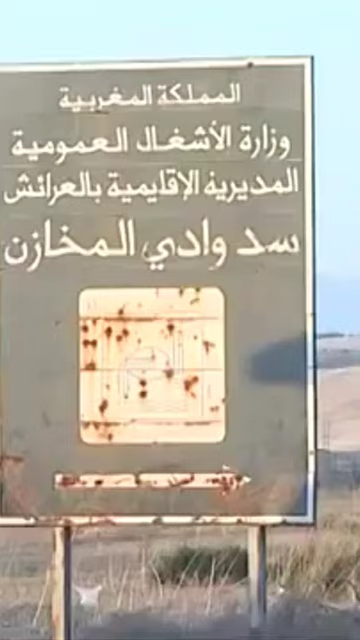 المملكة المغربية
وزارة الأشغال العمومية
المديرية الإقليمية بالعرائش
سد وادي المخازن